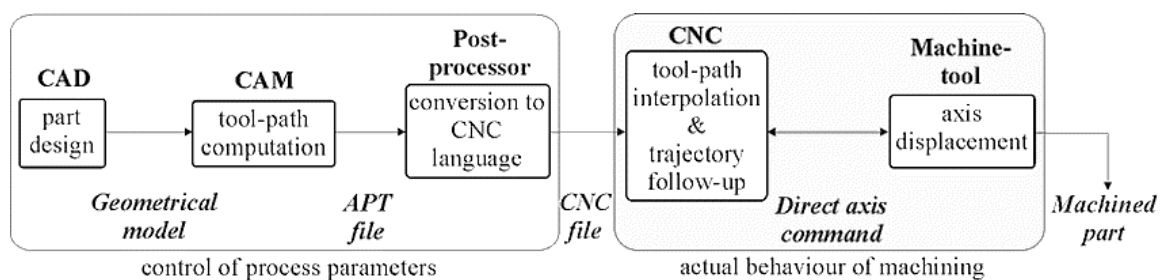 CAD
part
design
Geometrical
model
CAM
tool-path
computation
APT
file
Post-
processor
conversion to
CNC
language
CNC
file
CNC
tool-path
interpolation
&
trajectory
follow-up
Direct axis
command
Machine-
tool
axis
displacement
Machined
part
control of process parameters
actual behaviour of machining